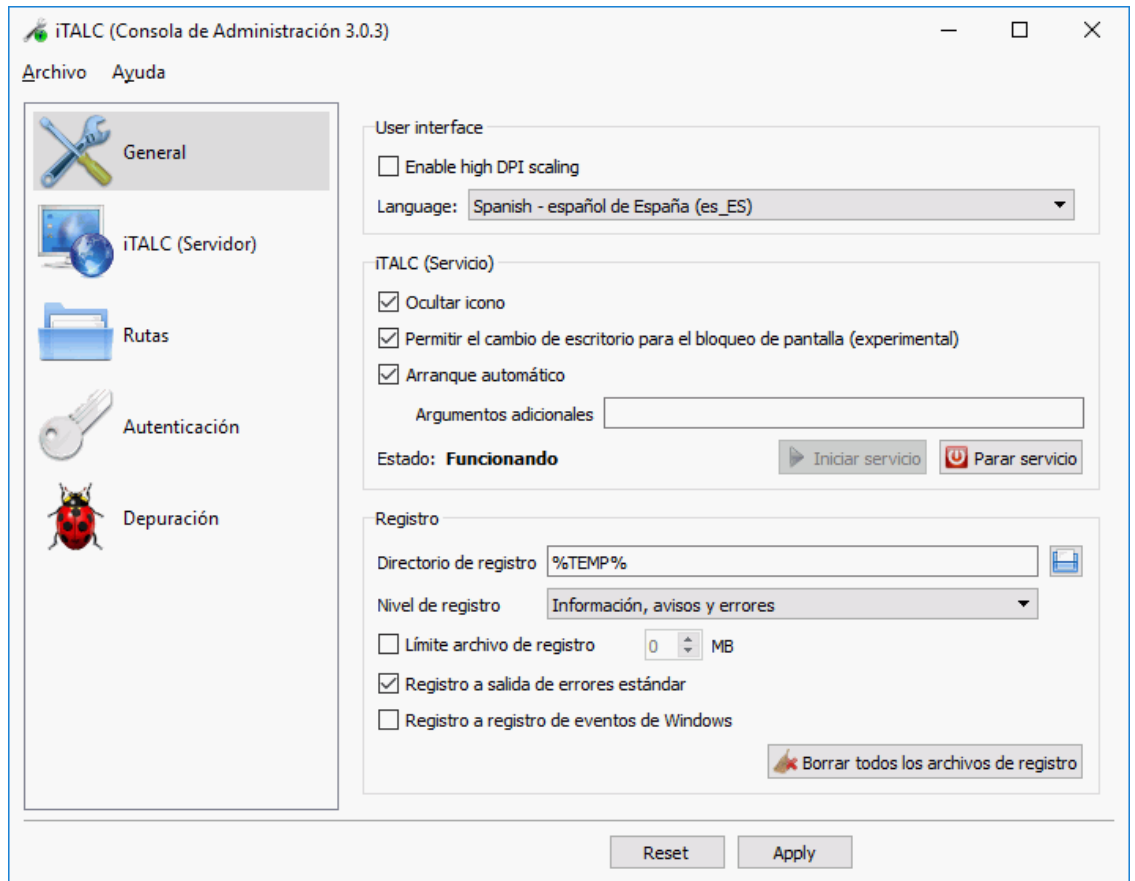 iTALC (Consola de Administración 3.0.3)
Archivo Ayuda
General
iTALC (Servidor)
Rutas
Autenticación
Depuración
User interface
Enable high DPI scaling
Language: Spanish - español de España (es_ES)
iTALC (Servicio)
Ocultar icono
Permitir el cambio de escritorio para el bloqueo de pantalla (experimental)
Arranque automático
Argumentos adicionales
Estado: Funcionando Iniciar servicio Parar servicio
Registro
Directorio de registro %TEMP%
Nivel de registro Información, avisos y errores
Límite archivo de registro 0 MB
Registro a salida de errores estándar
Registro a registro de eventos de Windows
Borrar todos los archivos de registro
Reset Apply